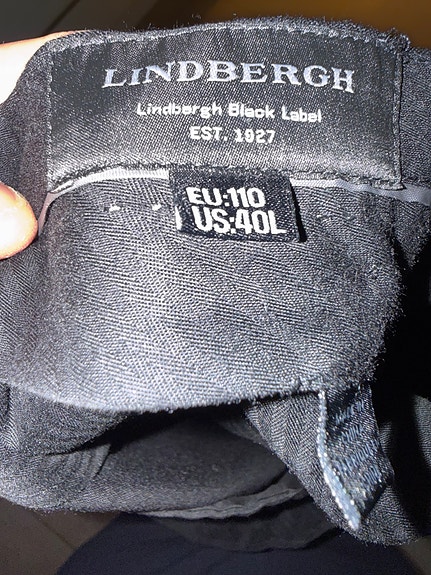 LINDBERGH
Lindbergh Black Label
EST. 1927
EU:110
US:40L